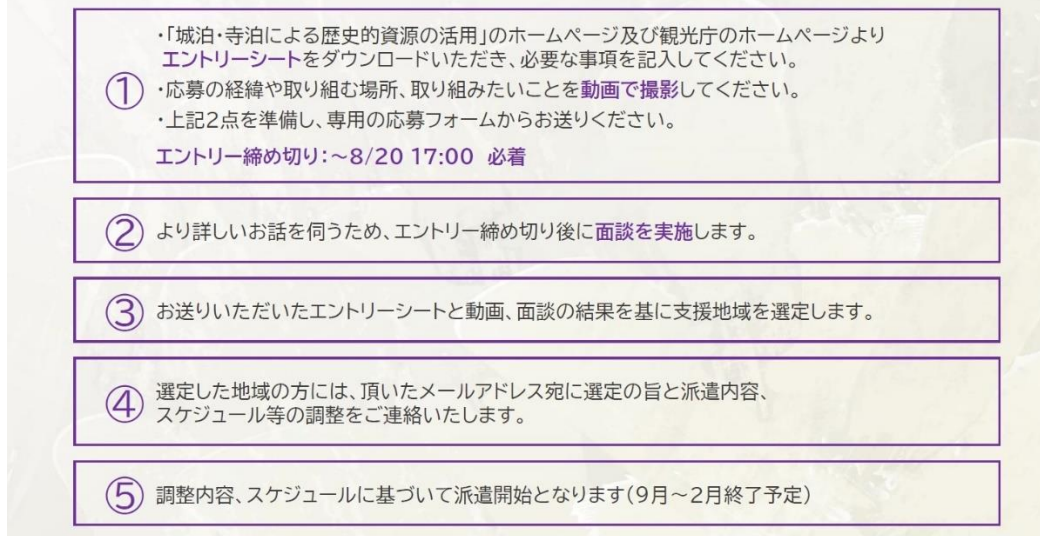 ①
・「城泊・寺泊による歴史的資源の活用」のホームページ及び観光庁のホームページより
エントリーシートをダウンロードいただき、必要な事項を記入してください。
・応募の経緯や取り組む場所、取り組みたいことを動画で撮影してください。
・上記2点を準備し、専用の応募フォームからお送りください。
エントリー締め切り：～8/20 17:00 必着
② より詳しいお話を伺うため、エントリー締め切り後に面談を実施します。
③ お送りいただいたエントリーシートと動画、面談の結果を基に支援地域を選定します。
④ 選定した地域の方には、頂いたメールアドレス宛に選定の旨と派遣内容、
スケジュール等の調整をご連絡いたします。
⑤ 調整内容、スケジュールに基づいて派遣開始となります（9月～2月終了予定）